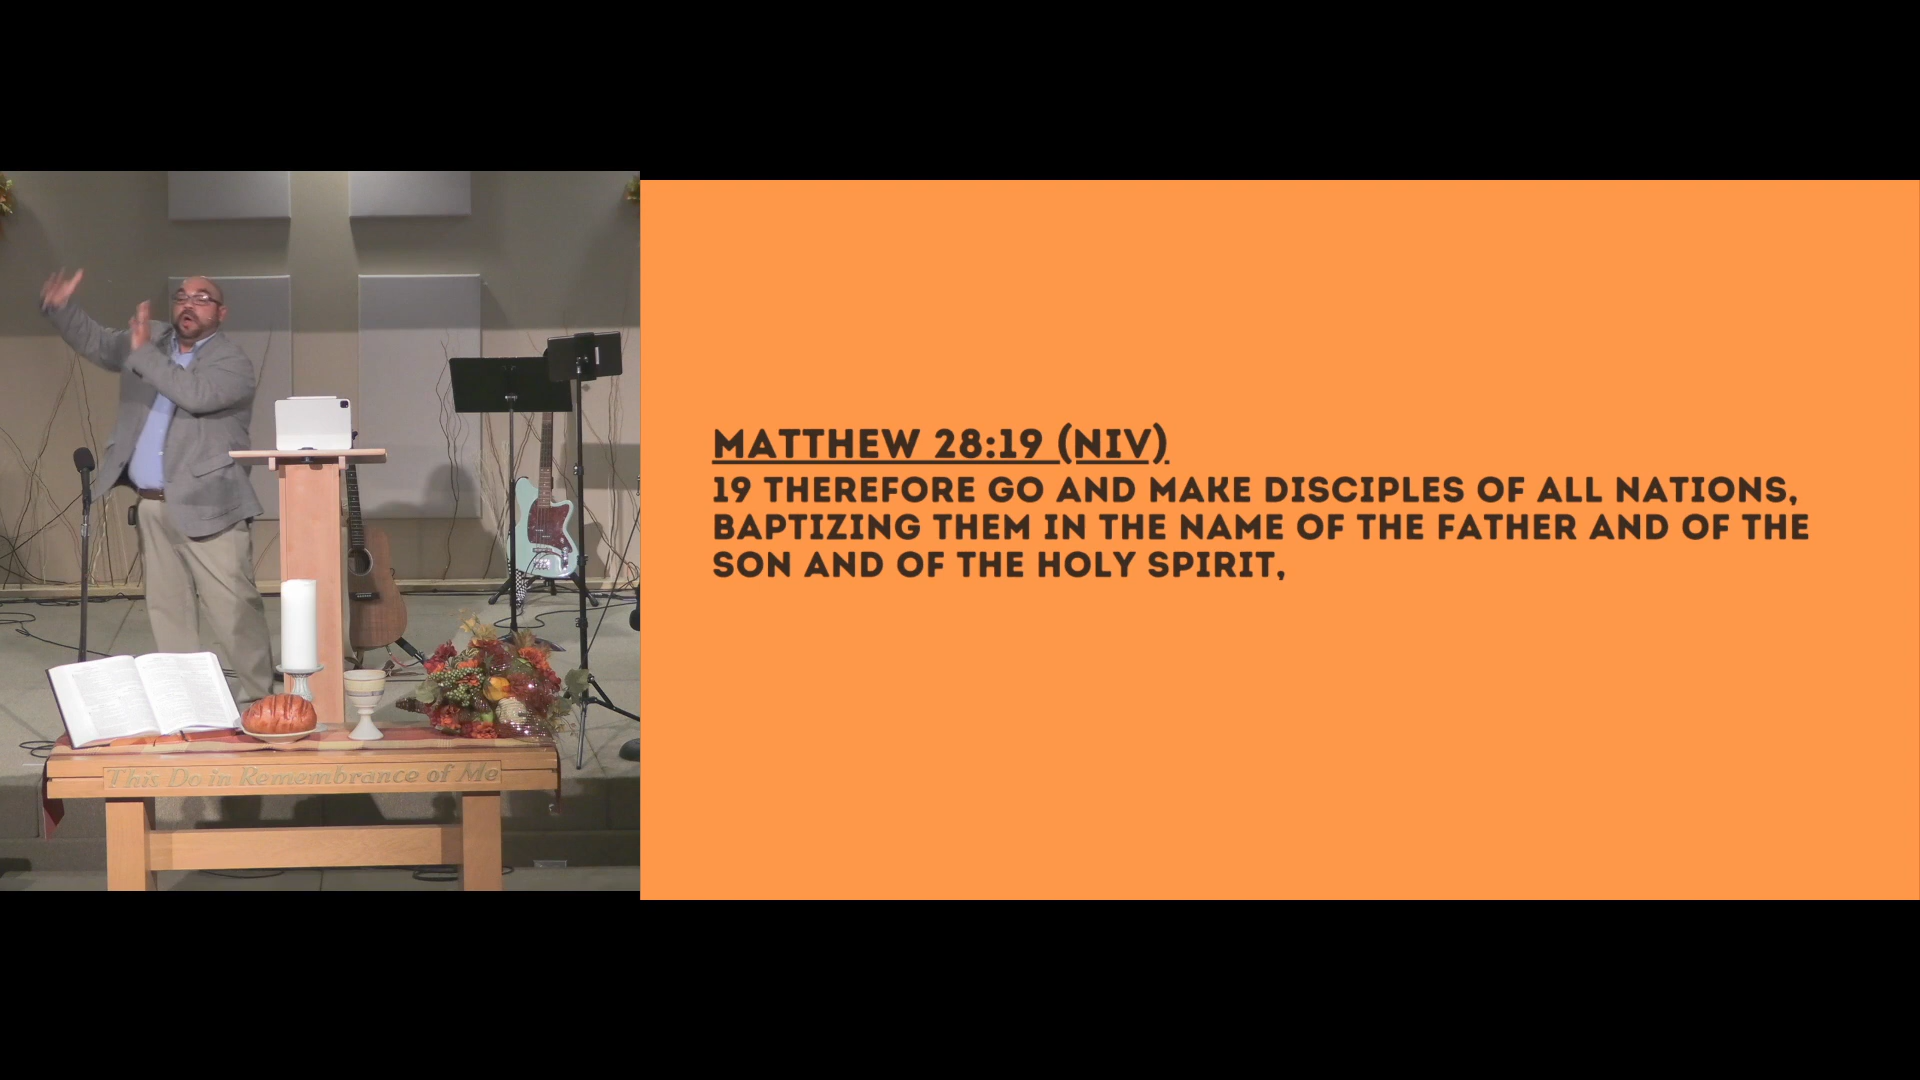 MATTHEW 28:19 (NIV)
19 THEREFORE GO AND MAKE DISCIPLES OF ALL NATIONS,
BAPTIZING THEM IN THE NAME OF THE FATHER AND OF THE
SON AND OF THE HOLY SPIRIT,
This Do in Remembrance of Me